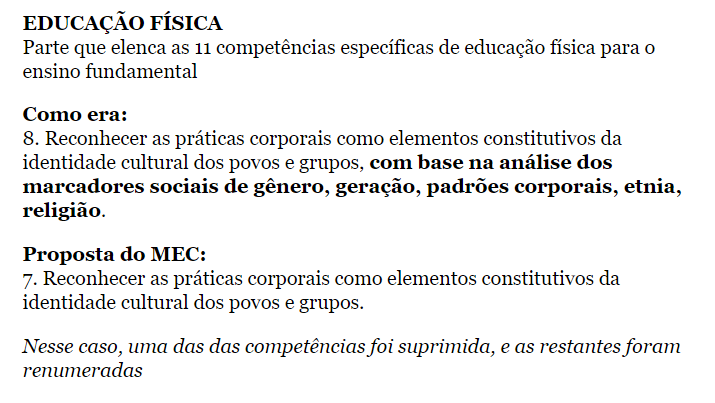 EDUCAÇÃO FÍSICA
Parte que elenca as 11 competências específicas de educação física para o
ensino fundamental
Como era:
8. Reconhecer as práticas corporais como elementos constitutivos da
identidade cultural dos povos e grupos, com base na análise dos
marcadores sociais de gênero, geração, padrões corporais, etnia,
religião.
Proposta do MEC:
7. Reconhecer as práticas corporais como elementos constitutivos da
identidade cultural dos povos e grupos.
Nesse caso, uma das das competências foi suprimida, e as restantes foram
renumeradas